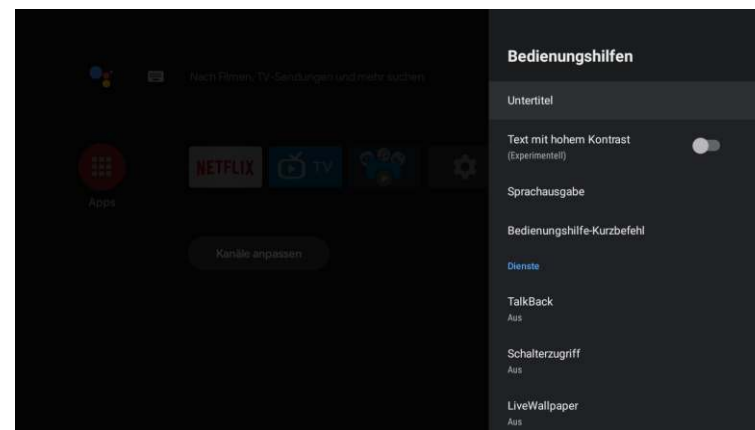 Nach Filmen, TV-Sendungen und mehr suchen
NETFLIX
TV
Apps
Kanäle anpassen
Bedienungshilfen
Untertitel
Text mit hohem Kontrast
(Experimentell)
Sprachausgabe
Bedienungshilfe-Kurzbefehl
Dienste
TalkBack
Aus
Schalterzugriff
Aus
LiveWallpaper
Aus